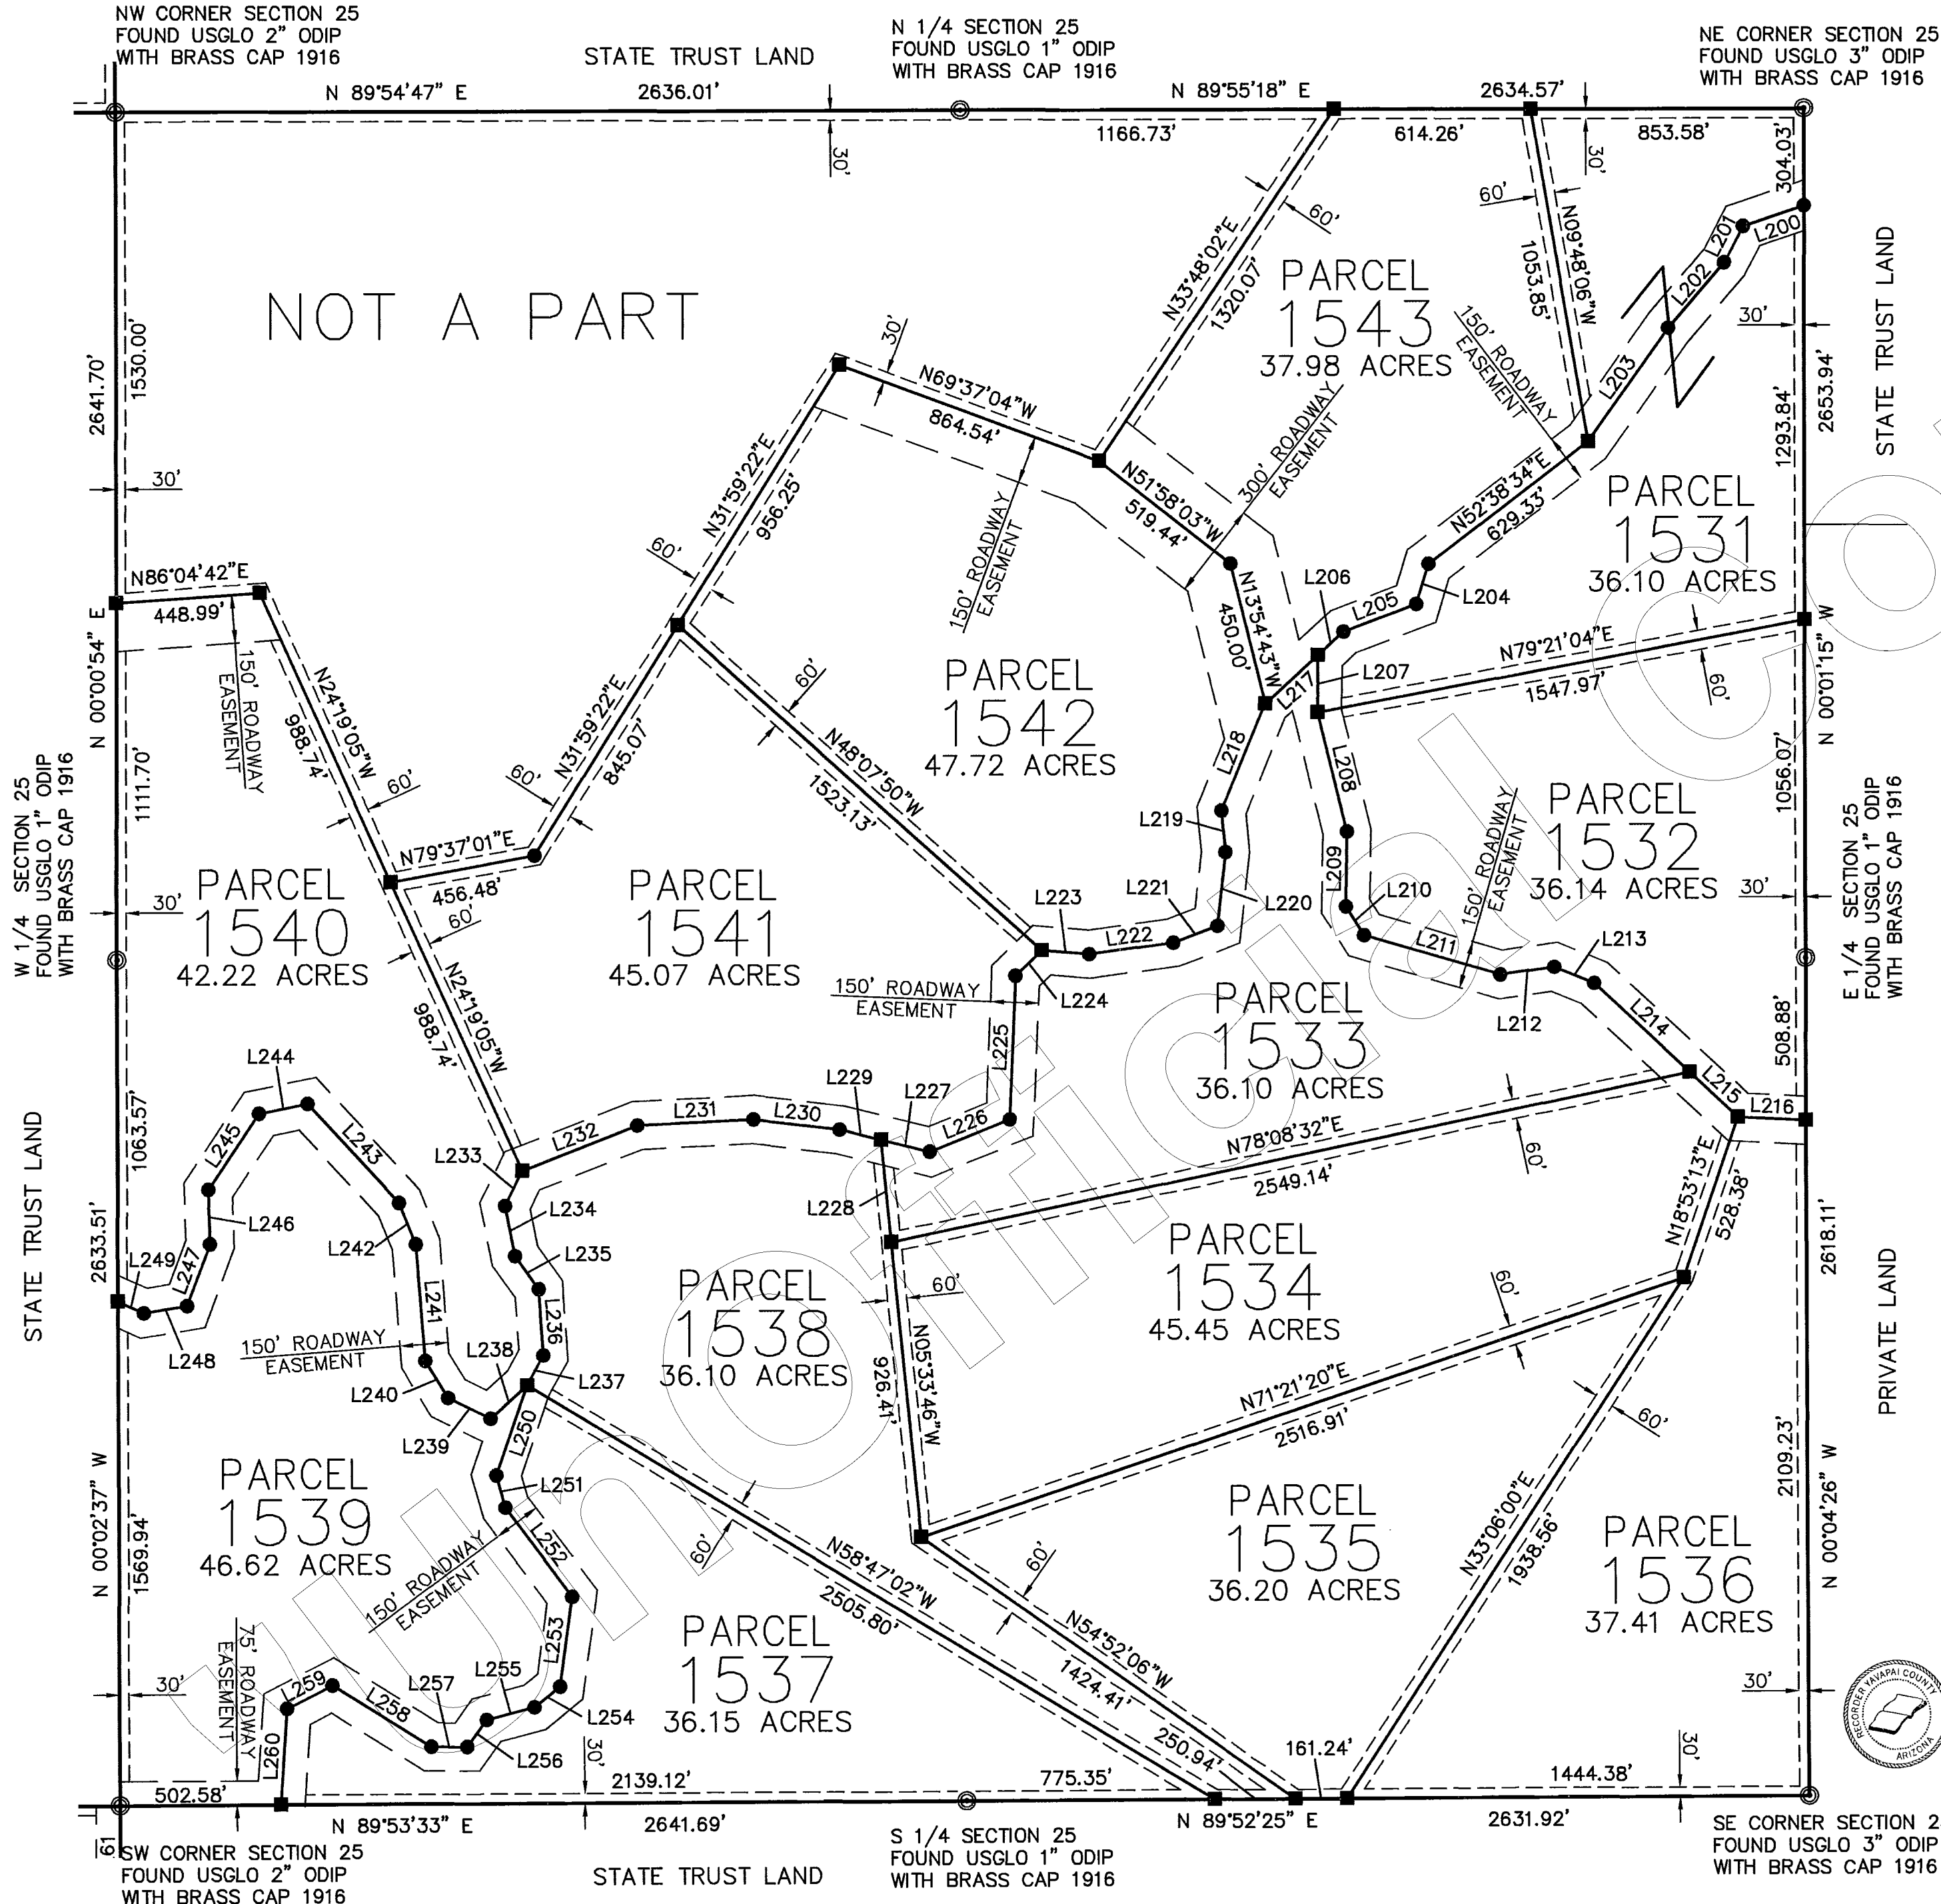 NW CORNER SECTION 25
FOUND USGLO 2" ODIP
WITH BRASS CAP 1916
STATE TRUST LAND
N 1/4 SECTION 25
FOUND USGLO 1" ODIP
WITH BRASS CAP 1916
NE CORNER SECTION 25
FOUND USGLO 3" ODIP
WITH BRASS CAP 1916
N 89°54'47" E
2636.01'
N 89°55'18" E
2634.57'
1166.73'
614.26'
853.58'
30'
30'
304.03'
60'
60'
N33°48'02"E
1320.07'
N09°48'06"W
1053.85'
L201
L200
L202
L203
30'
STATE TRUST LAND
2653.94'
1293.84'
NOT A PART
PARCEL
1543
37.98 ACRES
150' ROADWAY
EASEMENT
300' ROADWAY
EASEMENT
2641.70'
1530.00'
30'
30'
N69°37'04"W
864.54'
N31°59'22"E
956.25'
60'
150' ROADWAY
EASEMENT
N51°58'03"W
519.44'
N52°38'34"E
629.33'
PARCEL
1531
36.10 ACRES
L206
L205
L204
N13°54'43"W
450.00'
L217
L207
N79°21'04"E
1547.97'
60'
N 00°01'15" W
N86°04'42"E
448.99'
N 00°00'54" E
150' ROADWAY
EASEMENT
N24°19'05"W
988.74'
60'
N31°59'22"E
845.07'
60'
60'
N48°07'50"W
1523.13'
PARCEL
1542
47.72 ACRES
L218
L208
L219
L209
L210
L220
L221
L222
L223
L224
L211
150' ROADWAY
EASEMENT
PARCEL
1532
36.14 ACRES
1056.07'
30'
E 1/4 SECTION 25
FOUND USGLO 1" ODIP
WITH BRASS CAP 1916
W 1/4 SECTION 25
FOUND USGLO 1" ODIP
WITH BRASS CAP 1916
1111.70'
30'
PARCEL
1540
42.22 ACRES
N79°37'01"E
456.48'
60'
N24°19'05"W
988.74'
PARCEL
1541
45.07 ACRES
150' ROADWAY
EASEMENT
L225
PARCEL
1533
36.10 ACRES
L212
L213
L214
L215
L216
508.88'
L244
L245
L243
L246
L242
L249
L247
L248
L241
1063.57'
2633.51'
STATE TRUST LAND
L233
L232
L231
L230
L229
L227
L226
L228
L234
L235
L236
L237
L238
150' ROADWAY
EASEMENT
L240
L239
N78°08'32"E
2549.14'
60'
N18°53'13"E
528.38'
2618.11'
PRIVATE LAND
PARCEL
1538
36.10 ACRES
60'
N05°33'46"W
926.41'
PARCEL
1534
45.45 ACRES
60'
N71°21'20"E
2516.91'
60'
N33°06'00"E
1938.56'
2109.23'
N 00°04'26" W
N 00°02'37" W
1569.94'
PARCEL
1539
46.62 ACRES
L250
L251
L252
150' ROADWAY
EASEMENT
60'
N58°47'02"W
2505.80'
60'
N54°52'06"W
1424.41'
PARCEL
1535
36.20 ACRES
PARCEL
1536
37.41 ACRES
30'
PARCEL
1537
36.15 ACRES
30'
75' ROADWAY
EASEMENT
L259
L258
L257
L255
L253
L254
L256
L260
30'
250.94'
161.24'
30'
502.58'
2139.12'
775.35'
1444.38'
N 89°53'33" E
2641.69'
N 89°52'25" E
2631.92'
61
SW CORNER SECTION 25
FOUND USGLO 2" ODIP
WITH BRASS CAP 1916
STATE TRUST LAND
S 1/4 SECTION 25
FOUND USGLO 1" ODIP
WITH BRASS CAP 1916
SE CORNER SECTION
FOUND USGLO 3" ODIP
WITH BRASS CAP 1916
RECORDER YAVAPAI COUNTY
ARIZONA
Unofficial